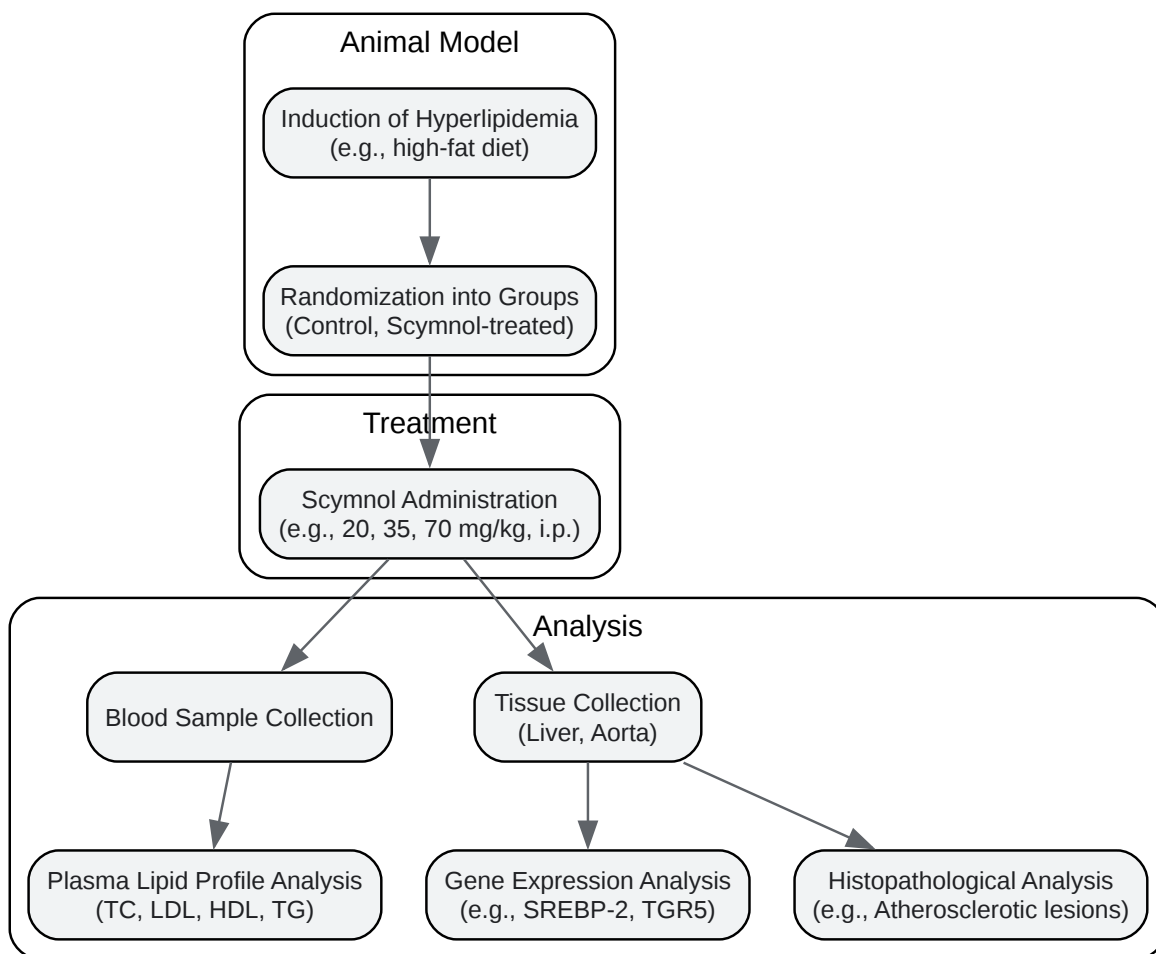 Animal Model
Induction of Hyperlipidemia
(e.g., high-fat diet)
Randomization into Groups
(Control, Scymnol-treated)
Treatment
Scymnol Administration
(e.g., 20, 35, 70 mg/kg, i.p.)
Analysis
Blood Sample Collection
Tissue Collection
(Liver, Aorta)
Plasma Lipid Profile Analysis
(TC, LDL, HDL, TG)
Gene Expression Analysis
(e.g., SREBP-2, TGR5)
Histopathological Analysis
(e.g., Atherosclerotic lesions)